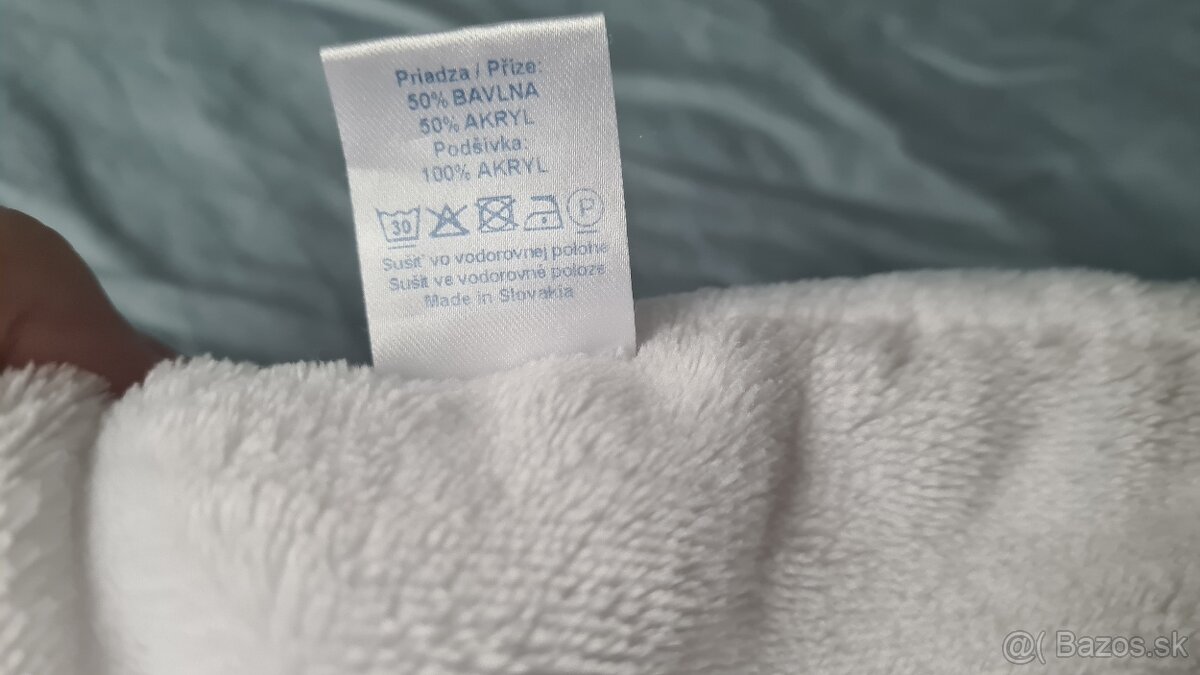 Priadza / Příze:
50% BAVLNA
50% AKRYL
Podšívka:
100% AKRYL
30 P
Sušiť vo vodorovnej polohe
Sušit ve vodorovné poloze
Made in Slovakia
@( Bazos.sk